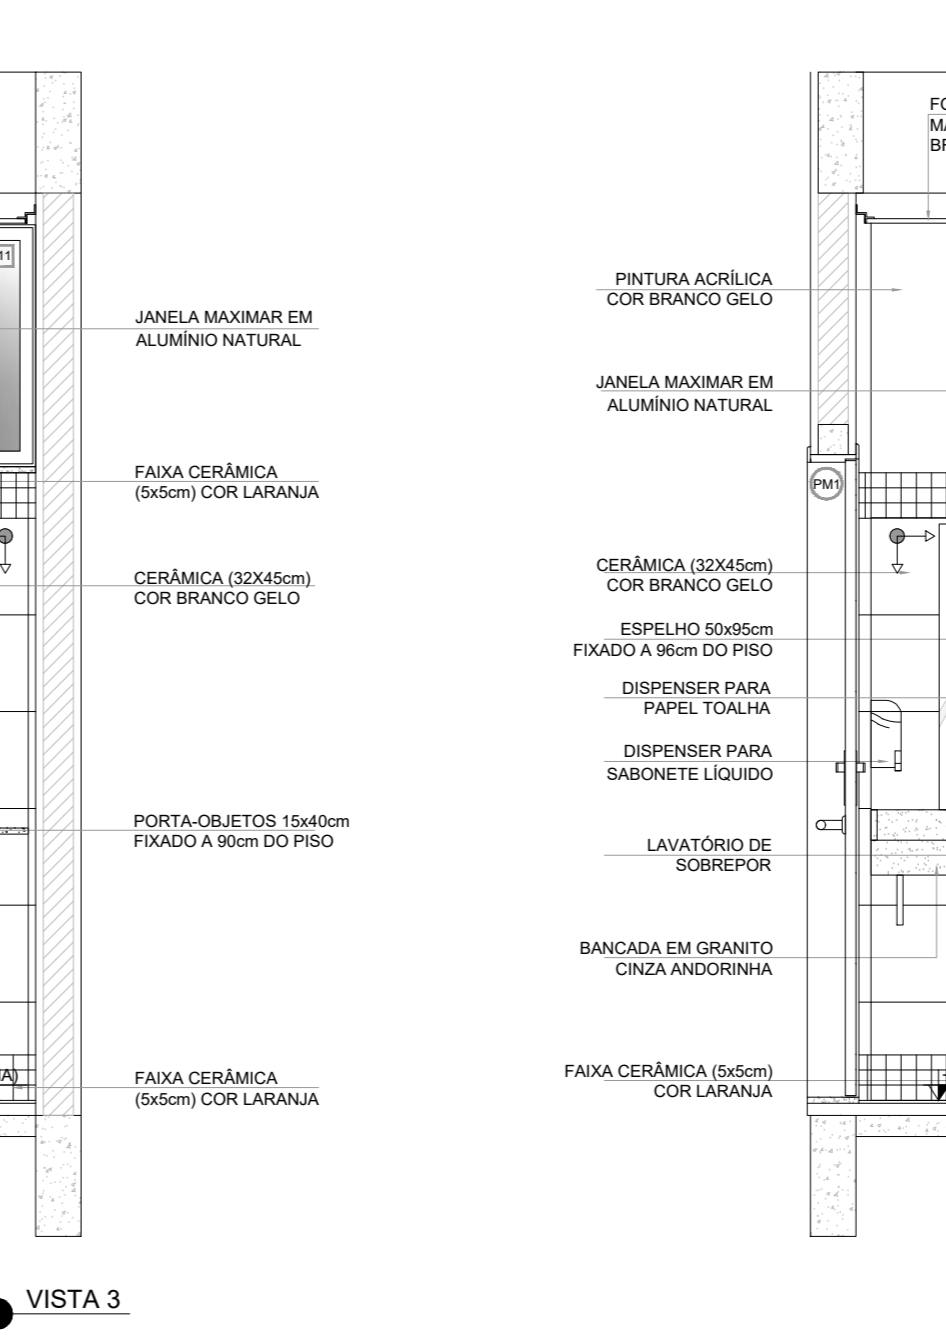 JANELA MAXIMAR EM
ALUMÍNIO NATURAL
FAIXA CERÂMICA
(5x5cm) COR LARANJA
CERÂMICA (32X45cm)
COR BRANCO GELO
PORTA-OBJETOS 15x40cm
FIXADO A 90cm DO PISO
FAIXA CERÂMICA
(5x5cm) COR LARANJA
VISTA 3
PINTURA ACRÍLICA
COR BRANCO GELO
JANELA MAXIMAR EM
ALUMÍNIO NATURAL
PM1
CERÂMICA (32X45cm)
COR BRANCO GELO
ESPELHO 50x95cm
FIXADO A 96cm DO PISO
DISPENSER PARA
PAPEL TOALHA
DISPENSER PARA
SABONETE LÍQUIDO
LAVATÓRIO DE
SOBREPOR
BANCADA EM GRANITO
CINZA ANDORINHA
FAIXA CERÂMICA (5x5cm)
COR LARANJA